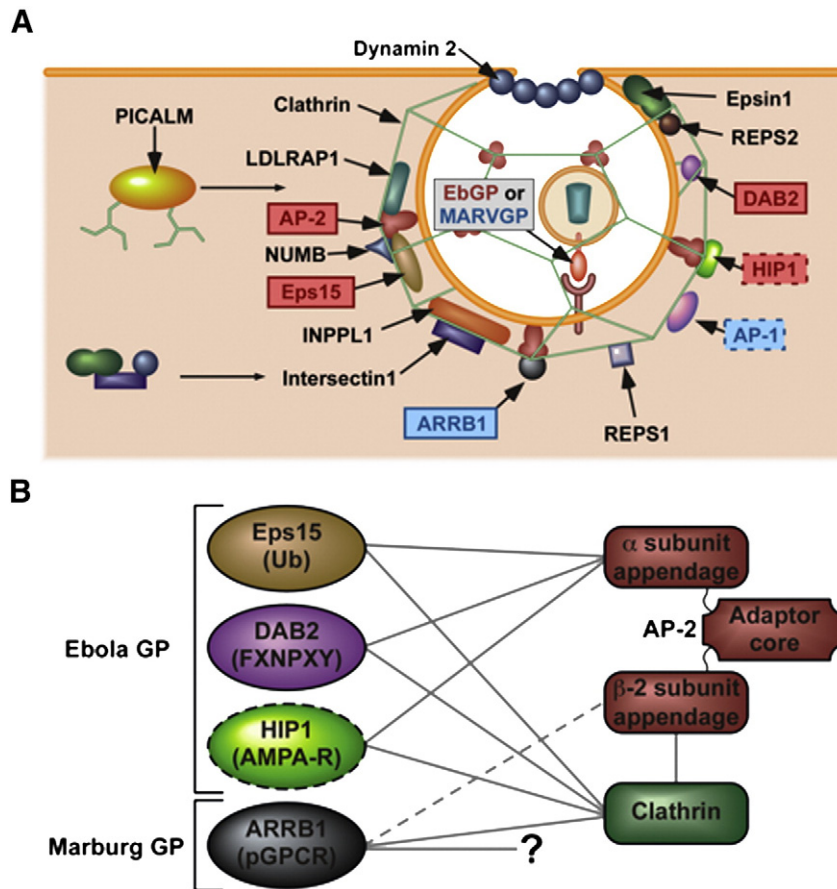 A
Dynamin 2
Clathrin
PICALM
Epsin1
REPS2
LDLRAP1
EbGP or
MARVGP
DAB2
AP-2
NUMB
HIP1
Eps15
INPPL1
AP-1
Intersectin1
ARRB1
REPS1
B
Eps15
(Ub)
α subunit
appendage
DAB2
(FXNPXY)
AP-2
Adaptor
core
Ebola GP
β-2 subunit
appendage
HIP1
(AMPA-R)
Clathrin
ARRB1
(pGPCR)
Marburg GP
?